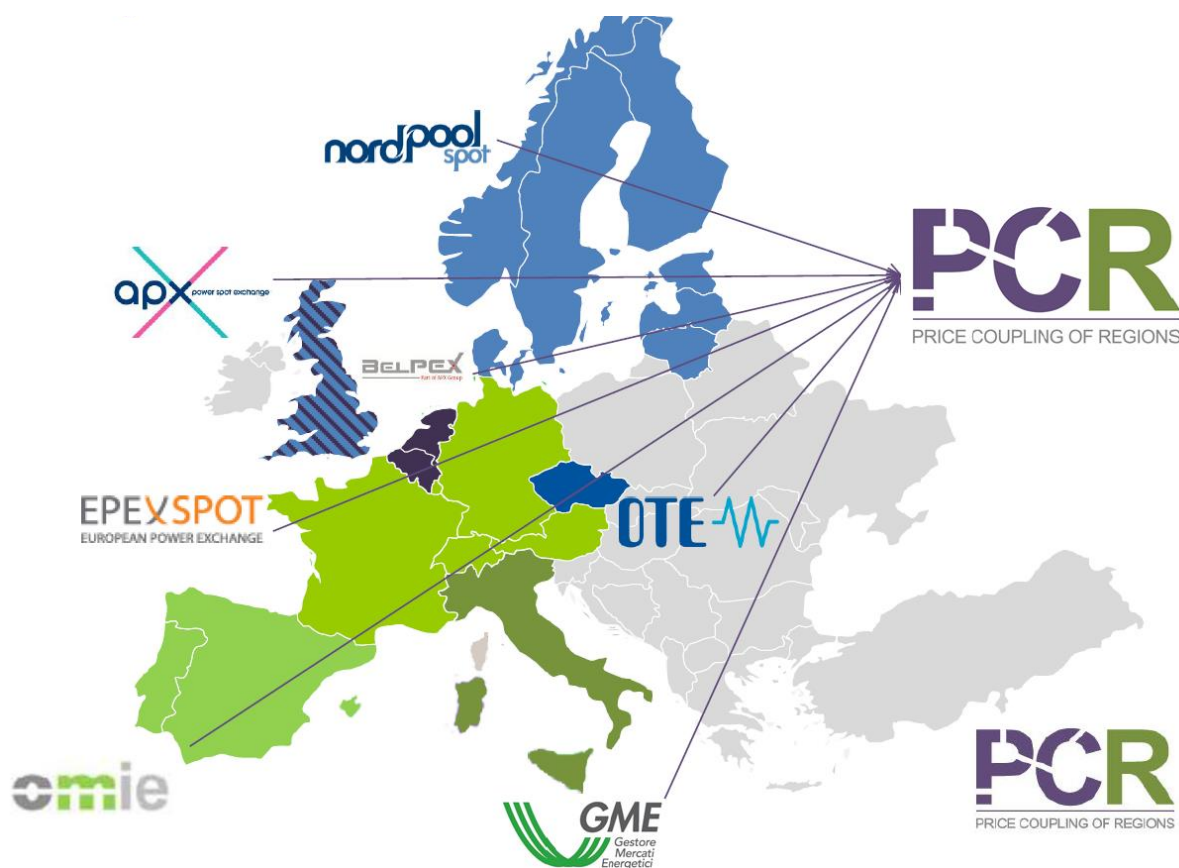 nordpool
spot
apx power spot exchange
BELPEX
EPEXSPOT
EUROPEAN POWER EXCHANGE
OTE
PCR
PRICE COUPLING OF REGIONS
omie
GME
Gestore
Mercati
Energetici
PCR
PRICE COUPLING OF REGIONS